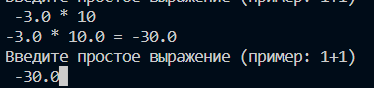 Введите простое выражение (пример: 1+1)
-3.0 * 10
-3.0 * 10.0 = -30.0
Введите простое выражение (пример: 1+1)
-30.0